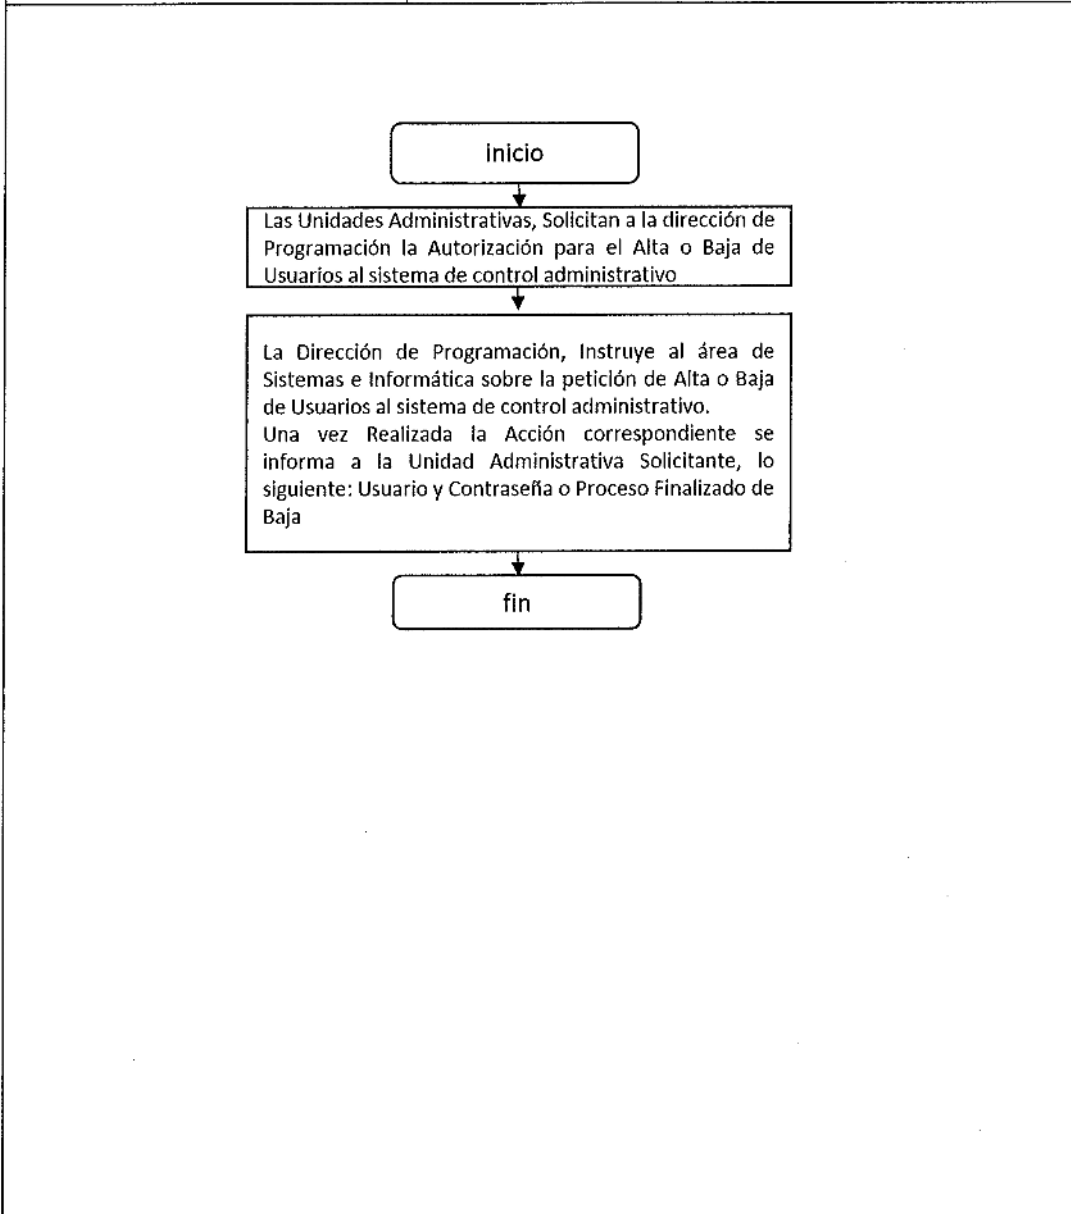 inicio
Las Unidades Administrativas, Solicitan a la dirección de
Programación la Autorización para el Alta o Baja de
Usuarios al sistema de control administrativo
La Dirección de Programación, Instruye al área de
Sistemas e Informática sobre la petición de Alta o Baja
de Usuarios al sistema de control administrativo.
Una vez Realizada la Acción correspondiente se
informa a la Unidad Administrativa Solicitante, lo
siguiente: Usuario y Contraseña o Proceso Finalizado de
Baja
fin